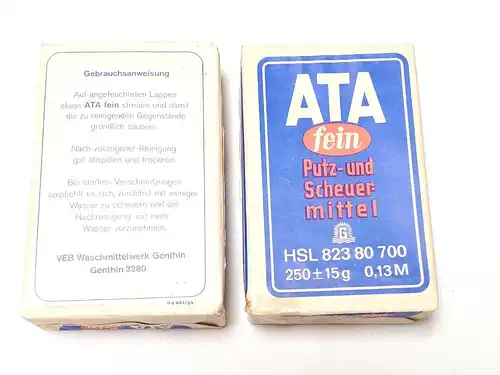 Gebrauchsanweisung
Auf angefeuchteten Lappen
etwas ATA fein streuen und damit
die zu reinigenden Gegenstände
gründlich säubern.
Nach vollzogener Reinigung
gut abspülen und trocknen.
Bei starken Verschmutzungen
empfiehlt es sich, zunächst mit weniger
Wasser zu scheuern und die
Nachreinigung mit mehr
Wasser vorzunehmen.
VEB Waschmittelwerk Genthin
Genthin 3280
ATA
fein
Putz- und
Scheuer-
mittel
G
HSL 823 80 700
250 ± 15 g 0,13 M